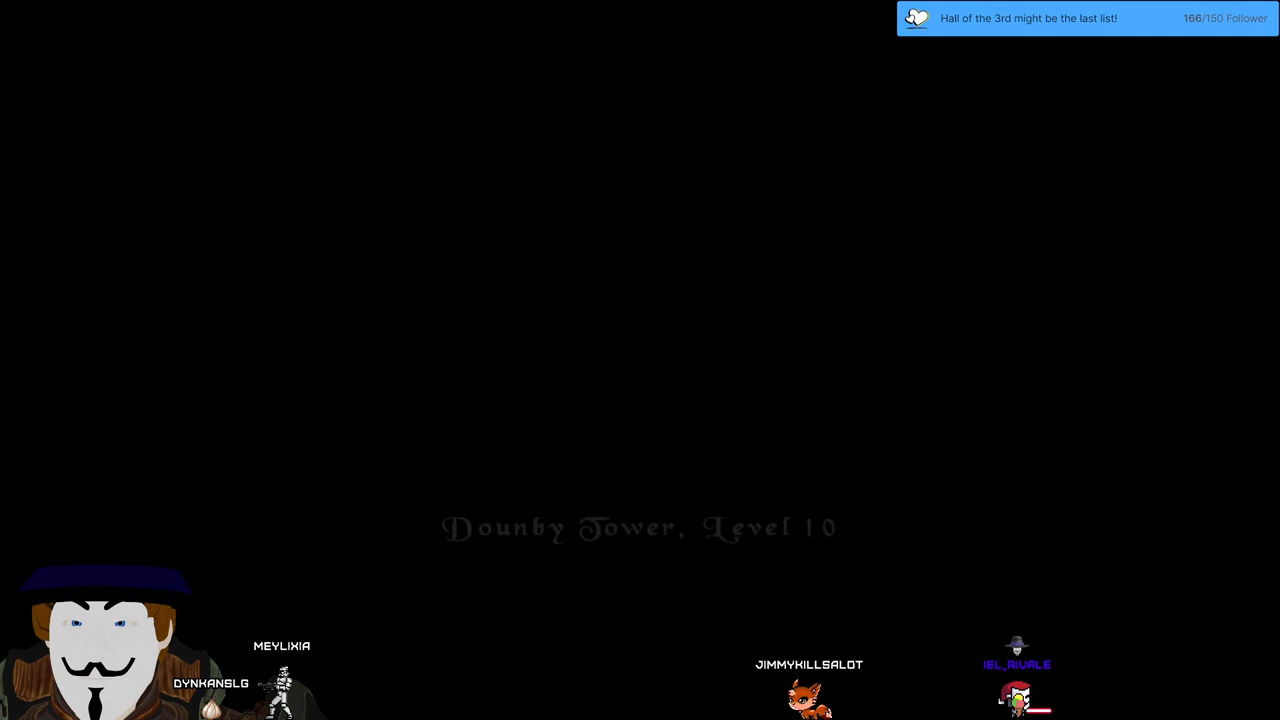 Hall of the 3rd might be the last list! 166/150 Follower
Dounby Tower, Level 10
MEYLIXIA
JIMMYKILLSALOT
IEL_RIVALE
DYNKANSLG